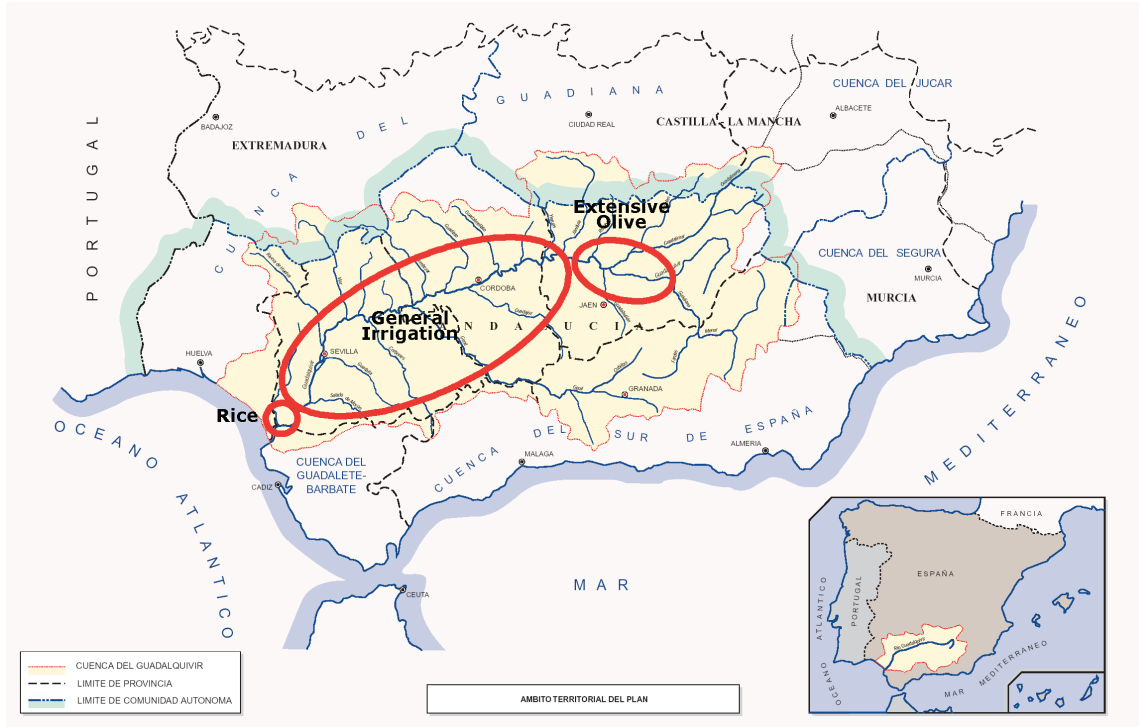 CUENCA DEL JUCAR
GUADIANA
ALBACETE
BADAJOZ
CIUDAD REAL
CASTILLA - LA MANCHA
DEL
EXTREMADURA
PORTUGAL
CUENCA
Extensive
Olive
CUENCA DEL SEGURA
MURCIA
MURCIA
CORDOBA
JAEN
General
Irrigation
NDALUCIA
SEVILLA
HUELVA
GRANADA
Rice
OCEANO
ATLANTICO
CUENCA DEL SUR DE ESPAÑA
ALMERIA
MALAGA
MEDITERRANEO
CUENCA DEL
GUADALETE-
BARBATE
CADIZ
MAR
CEUTA
FRANCIA
ESPAÑA
PORTUGAL
OCEANO ATLANTICO
Rio Guadalquivir
MAR MEDITERRANEO
CUENCA DEL GUADALQUIVIR
LIMITE DE PROVINCIA
LIMITE DE COMUNIDAD AUTONOMA
AMBITO TERRITORIAL DEL PLAN